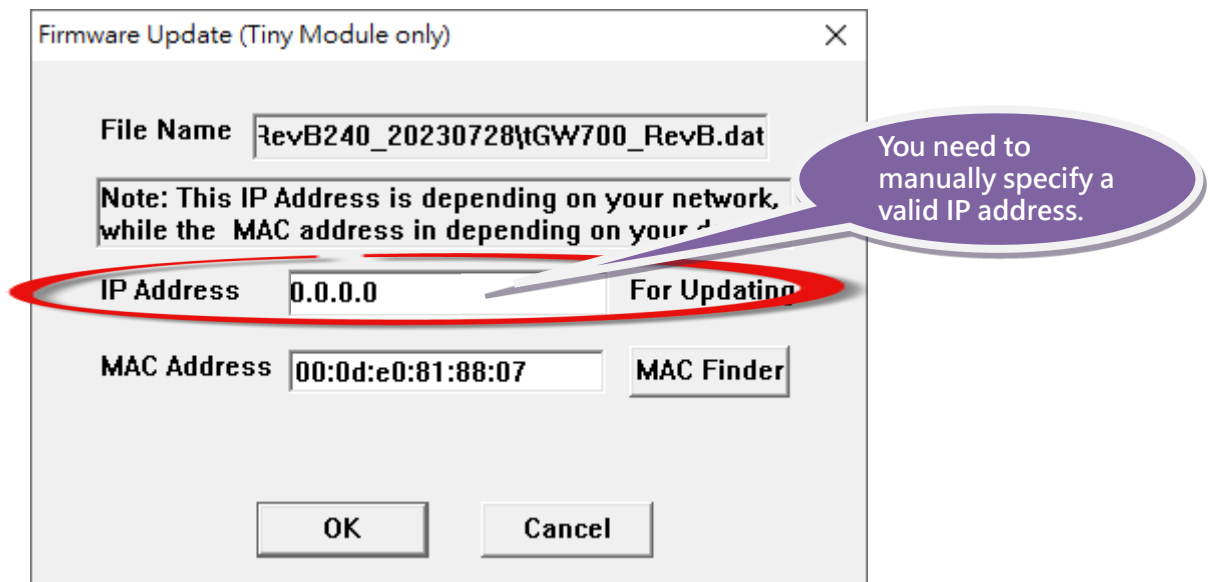 Firmware Update (Tiny Module only)
File Name RevB240_20230728\tGW700_RevB.dat
You need to
manually specify a
valid IP address.
Note: This IP Address is depending on your network,
while the MAC address in depending on your
IP Address 0.0.0.0 For Updating
MAC Address 00:0d:e0:81:88:07 MAC Finder
OK Cancel